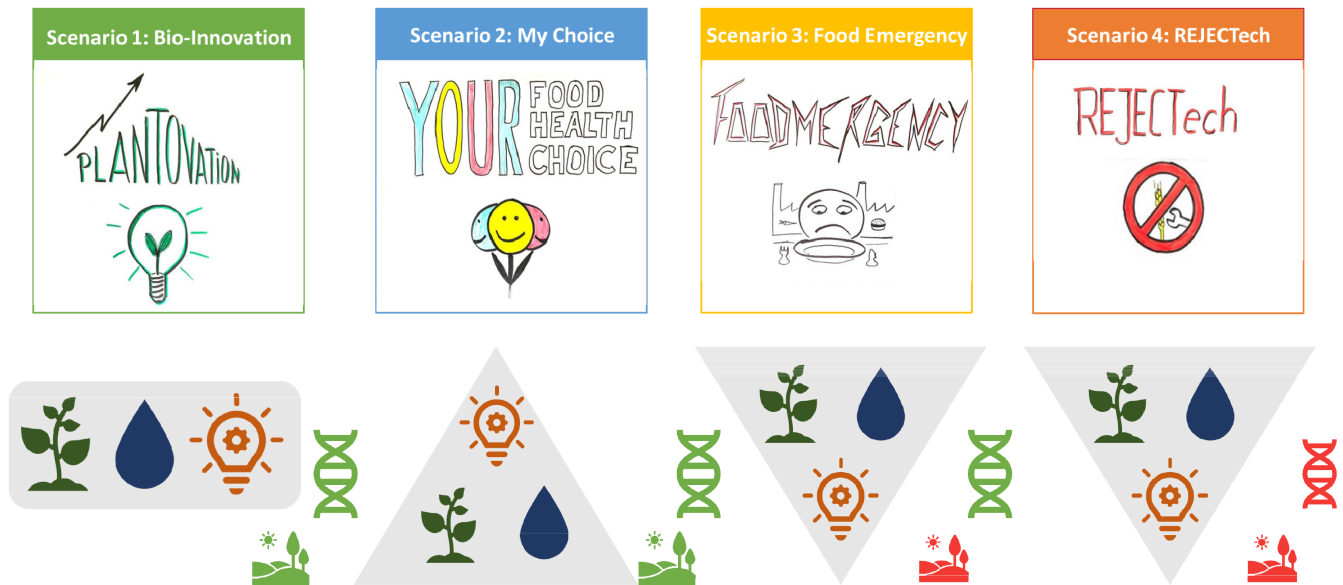 Scenario 1: Bio-Innovation
PLANTOVATiON
Scenario 2: My Choice
YOUR FOOD
HEALTH
CHOICE
Scenario 3: Food Emergency
FOODMERGENCY
Scenario 4: REJECTech
REJECTech